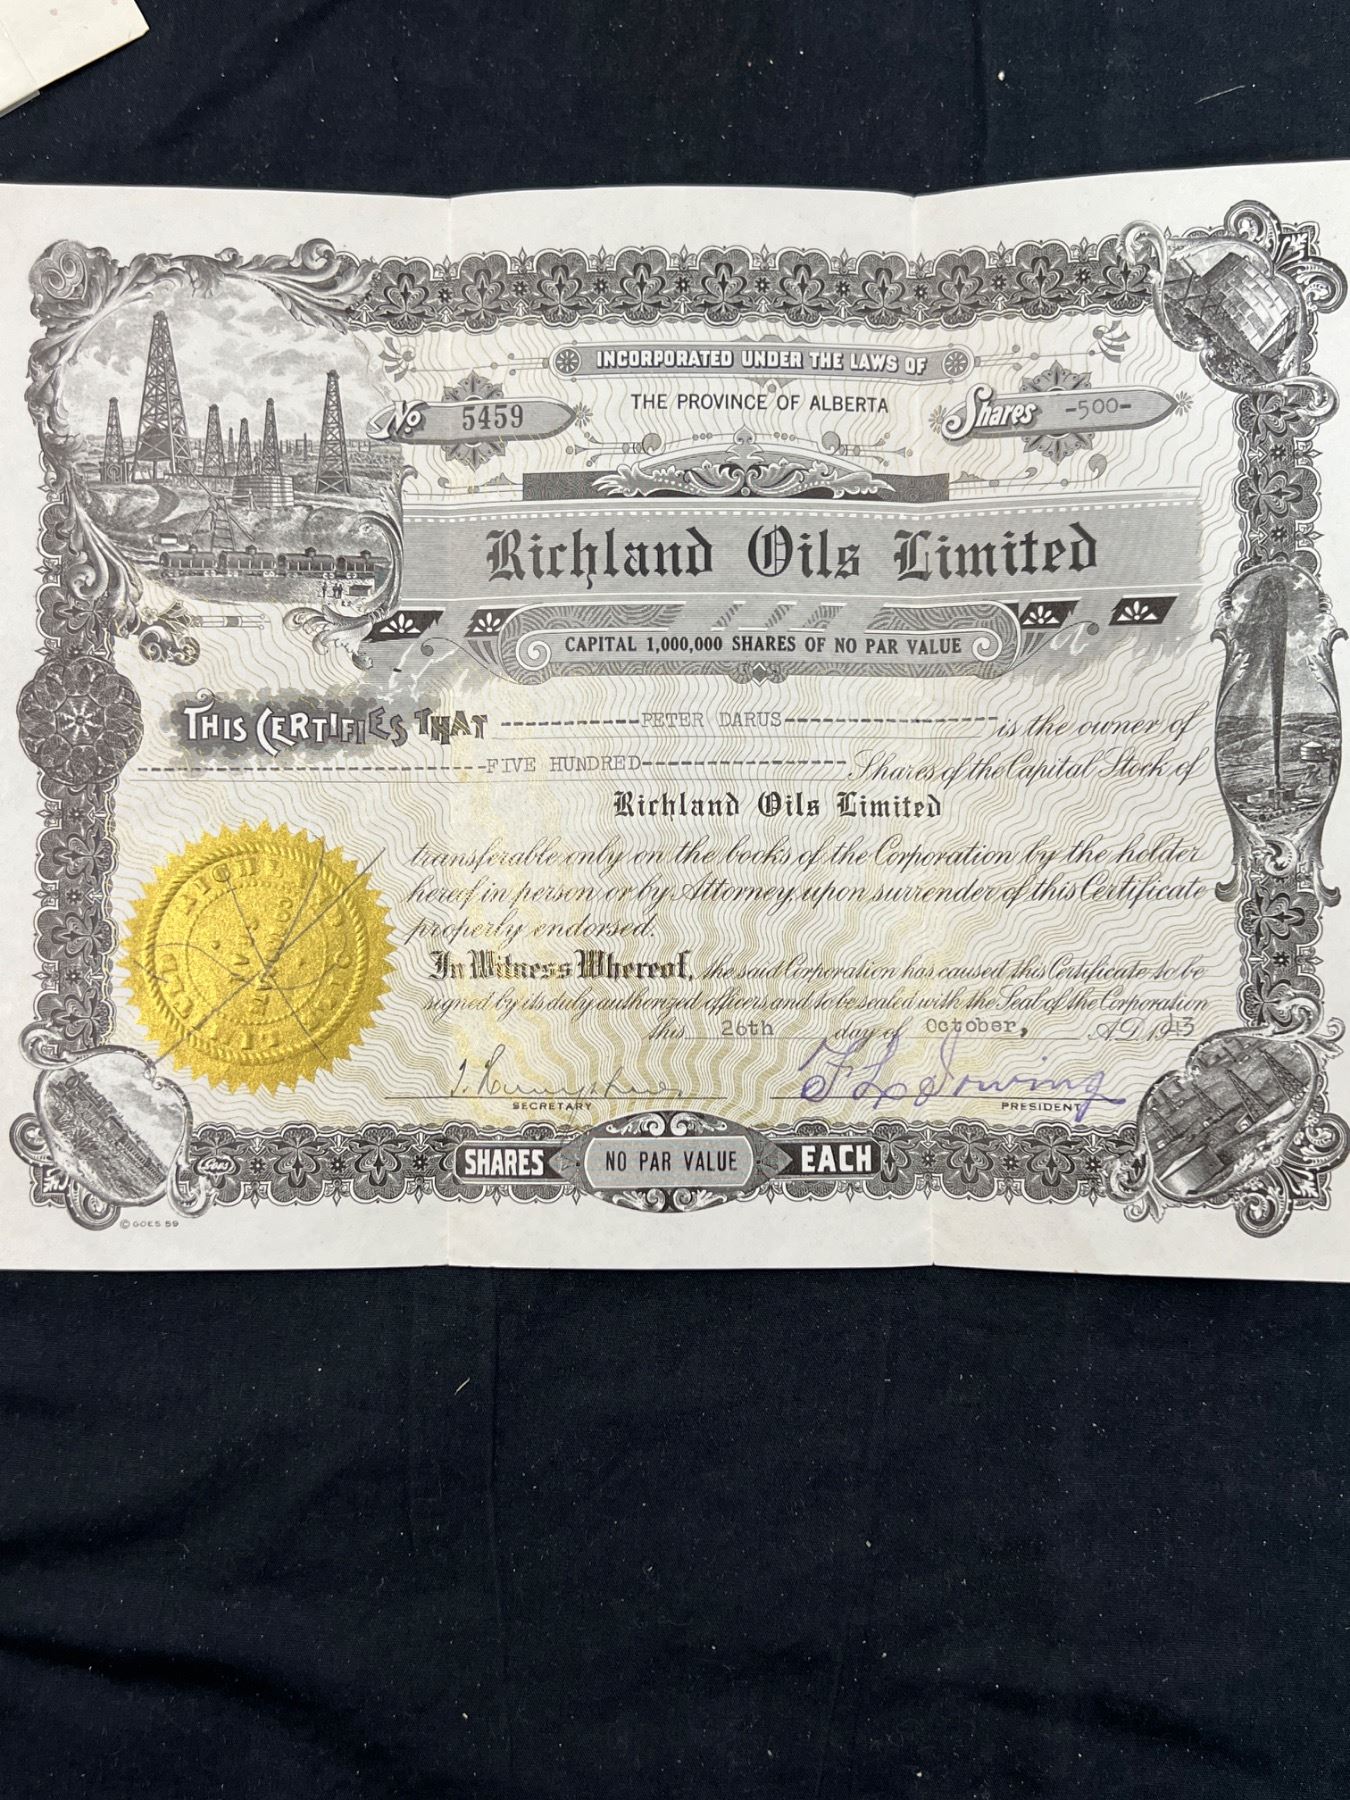 INCORPORATED UNDER THE LAWS OF
THE PROVINCE OF ALBERTA
No 5459
Shares -500-
Richland Oils Limited
CAPITAL 1,000,000 SHARES OF NO PAR VALUE
THIS CERTIFIES THAT ----------PETER DARUS---------------is the owner of
-------------------------FIVE HUNDRED--------------- Shares of the Capital Stock of
Richland Oils Limited
transferable only on the books of the Corporation by the holder
hereof in person or by Attorney, upon surrender of this Certificate
properly endorsed.
In Witness Whereof, the said Corporation has caused this Certificate to be
signed by its duly authorized officers and to be sealed with the Seal of the Corporation
this 26th day of October, A.D. 1943
SECRETARY
PRESIDENT
SHARES NO PAR VALUE EACH
GOES
© GOES 59